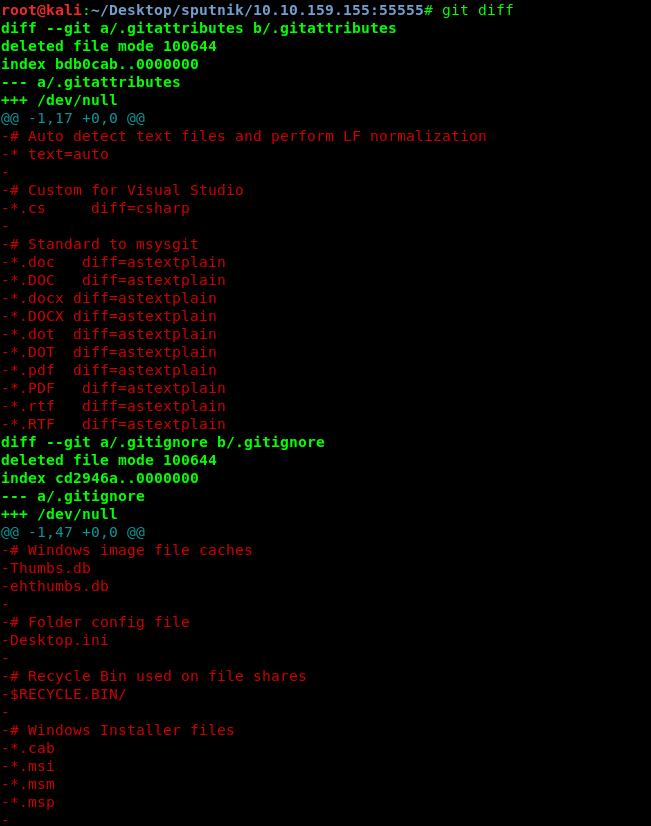 root@kali:~/Desktop/sputnik/10.10.159.155:55555# git diff
diff --git a/.gitattributes b/.gitattributes
deleted file mode 100644
index bdb0cab..0000000
--- a/.gitattributes
+++ /dev/null
@@ -1,17 +0,0 @@
-# Auto detect text files and perform LF normalization
-* text=auto
-
-# Custom for Visual Studio
-*.cs     diff=csharp
-
-# Standard to msysgit
-*.doc   diff=astextplain
-*.DOC   diff=astextplain
-*.docx diff=astextplain
-*.DOCX diff=astextplain
-*.dot  diff=astextplain
-*.DOT  diff=astextplain
-*.pdf  diff=astextplain
-*.PDF   diff=astextplain
-*.rtf   diff=astextplain
-*.RTF   diff=astextplain
diff --git a/.gitignore b/.gitignore
deleted file mode 100644
index cd2946a..0000000
--- a/.gitignore
+++ /dev/null
@@ -1,47 +0,0 @@
-# Windows image file caches
-Thumbs.db
-ehthumbs.db
-
-# Folder config file
-Desktop.ini
-
-# Recycle Bin used on file shares
-$RECYCLE.BIN/
-
-# Windows Installer files
-*.cab
-*.msi
-*.msm
-*.msp
-